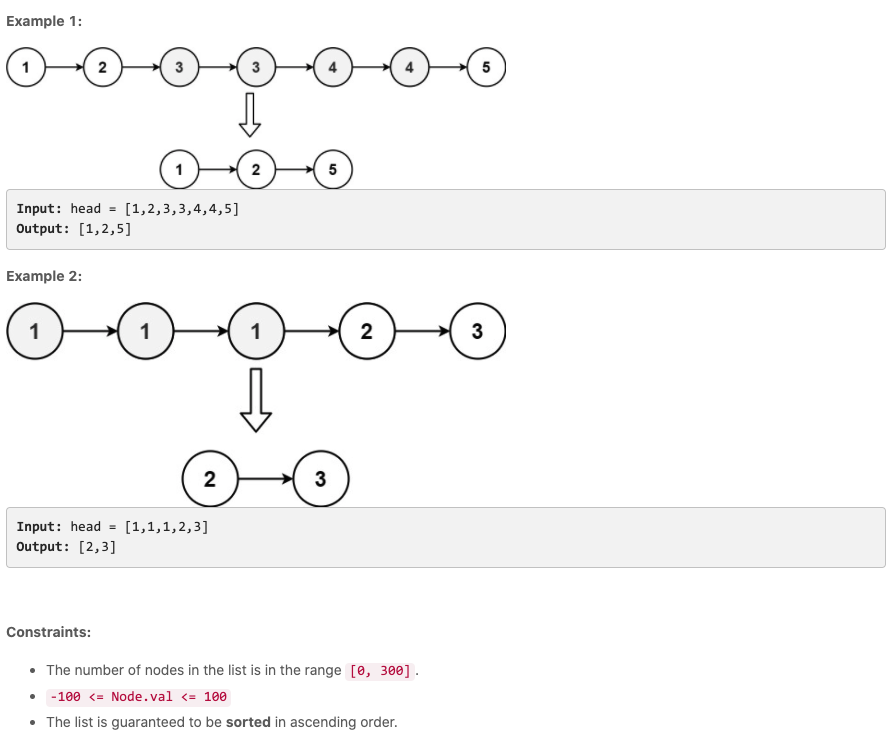 Example 1:
1 2 3 3 4 4 5
1 2 5
Input: head = [1,2,3,3,4,4,5]
Output: [1,2,5]
Example 2:
1 1 1 2 3
2 3
Input: head = [1,1,1,2,3]
Output: [2,3]
Constraints:
• The number of nodes in the list is in the range [0, 300].
• -100 <= Node.val <= 100
• The list is guaranteed to be sorted in ascending order.